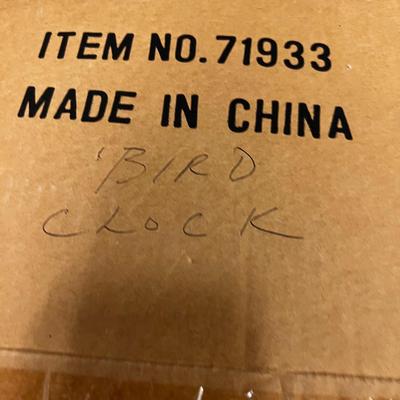 ITEM NO. 71933
MADE IN CHINA
'BIRD
CLOCK